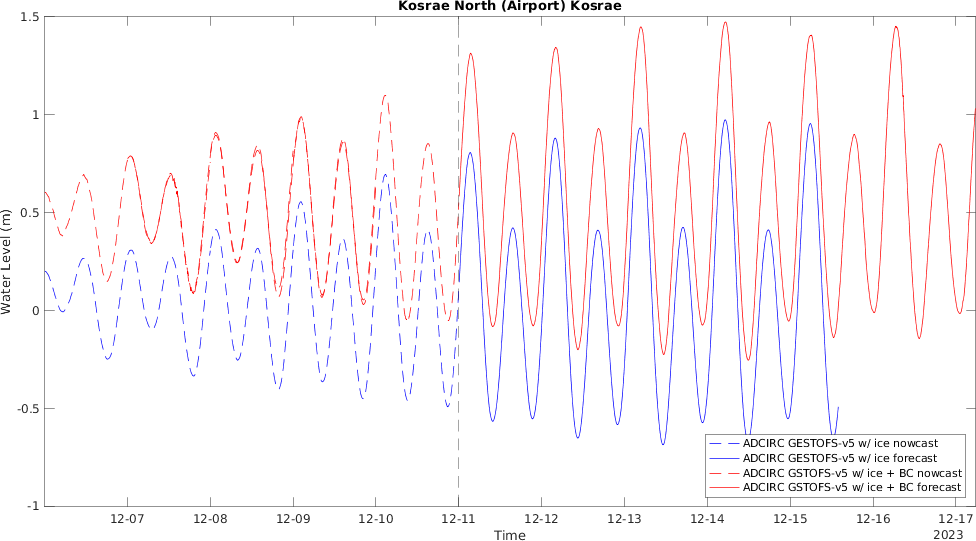 Kosrae North (Airport) Kosrae
Water Level (m)
1.5
1
0.5
0
-0.5
-1
ADCIRC GESTOFS-v5 w/ ice nowcast
ADCIRC GESTOFS-v5 w/ ice forecast
ADCIRC GSTOFS-v5 w/ ice + BC nowcast
ADCIRC GSTOFS-v5 w/ ice + BC forecast
12-07 12-08 12-09 12-10 12-11 12-12 12-13 12-14 12-15 12-16 12-17
Time
2023